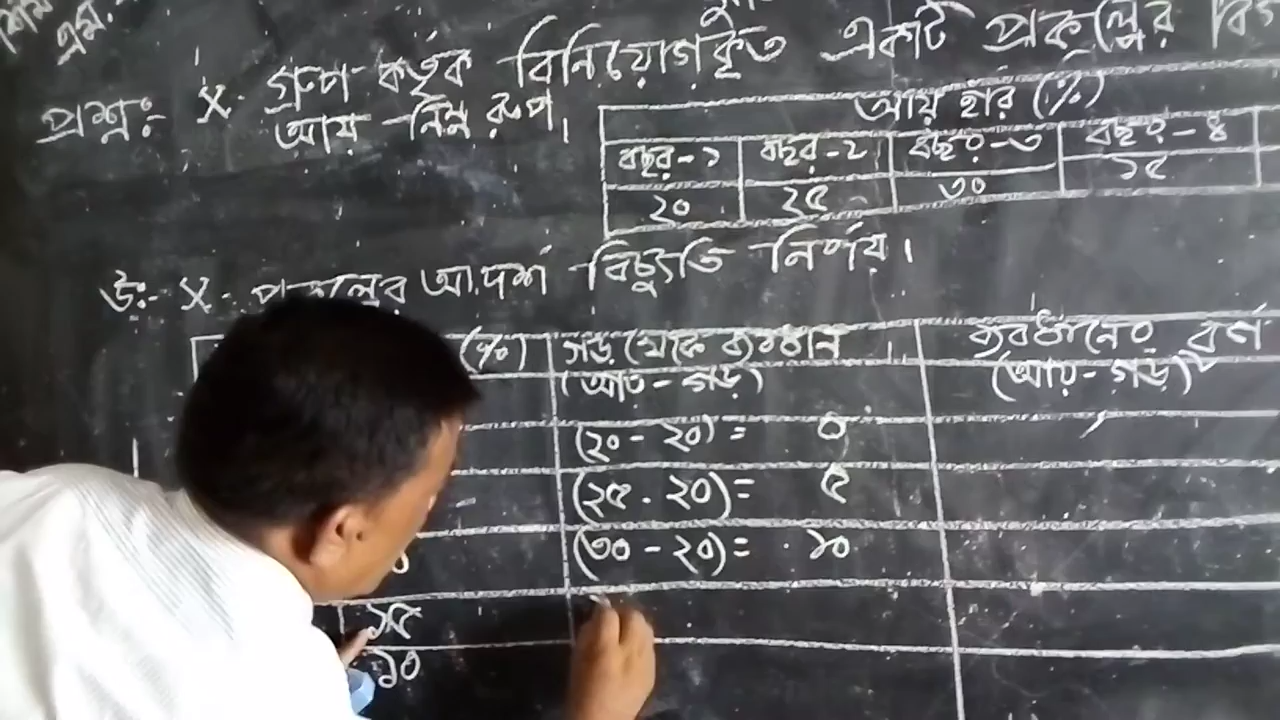 এম.
প্রশ্ন: X- গ্রুপ কর্তৃক বিনিয়োগকৃত একটি প্রকল্পের
আয় নিম্ন রূপ।
আয় হার (%)
বছর-১ বছর-২ বছর-৩ বছর-৪
২০ ২৫ ৩০ ১৫
উ:- X- প্রকল্পের আদর্শ বিচ্যুতি নির্ণয়।
(%) গড় থেকে ব্যবধান ব্যবধানের বর্গ
(আয় - গড়) (আয়- গড়)²
(২০ - ২০) = ০
(২৫ - ২০) = ৫
(৩০ - ২০) = ১০
১৫
১০